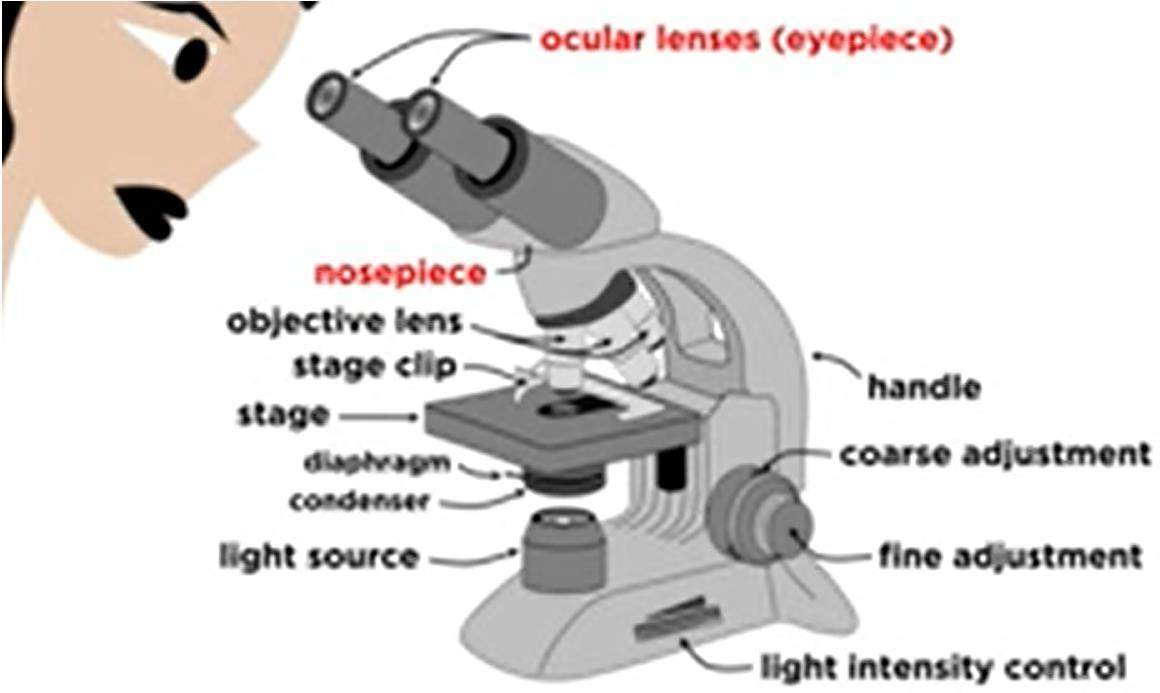 ocular lenses (eyepiece)
nosepiece
objective lens
stage clip
stage
handle
diaphragm
coarse adjustment
condenser
light source
fine adjustment
light intensity control